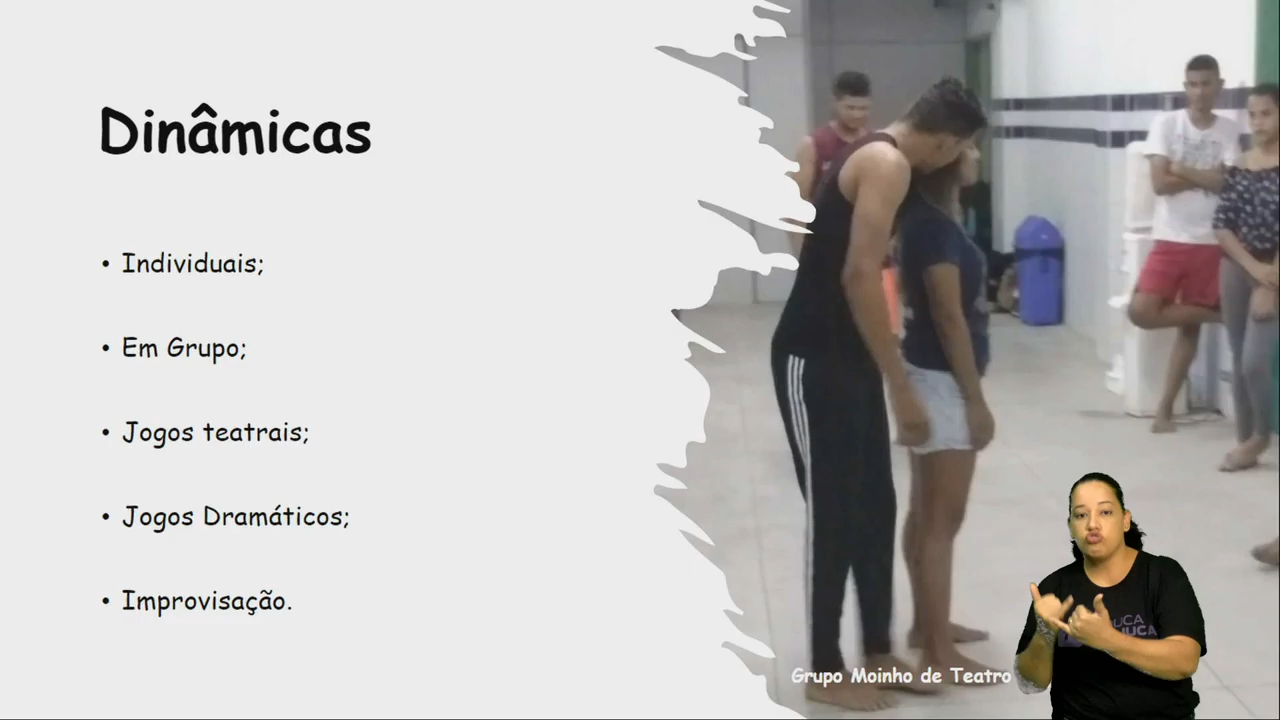 Dinâmicas
• Individuais;
• Em Grupo;
• Jogos teatrais;
• Jogos Dramáticos;
• Improvisação.
Grupo Moinho de Teatro